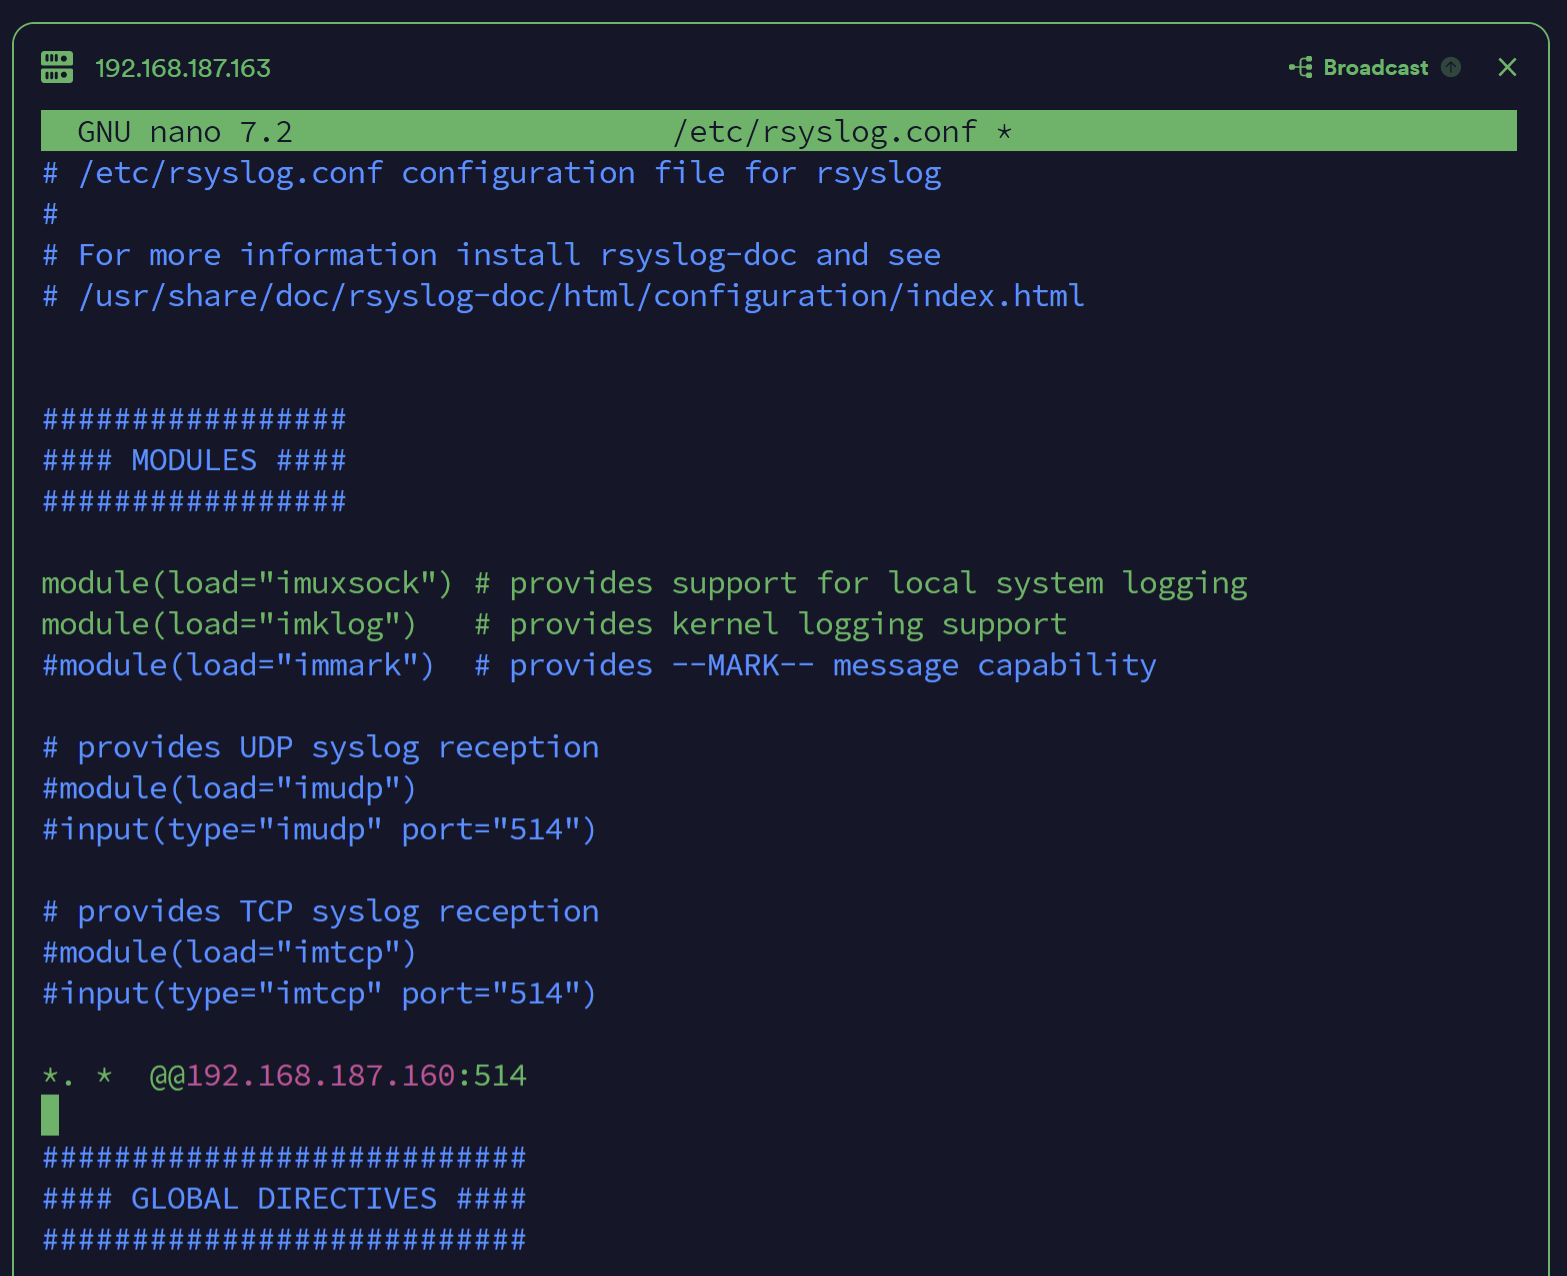 192.168.187.163
Broadcast
GNU nano 7.2 /etc/rsyslog.conf *
# /etc/rsyslog.conf configuration file for rsyslog
#
# For more information install rsyslog-doc and see
# /usr/share/doc/rsyslog-doc/html/configuration/index.html
#################
#### MODULES ####
#################
module(load="imuxsock") # provides support for local system logging
module(load="imklog")   # provides kernel logging support
#module(load="immark")  # provides --MARK-- message capability
# provides UDP syslog reception
#module(load="imudp")
#input(type="imudp" port="514")
# provides TCP syslog reception
#module(load="imtcp")
#input(type="imtcp" port="514")
*. *  @@192.168.187.160:514
###########################
#### GLOBAL DIRECTIVES ####
###########################